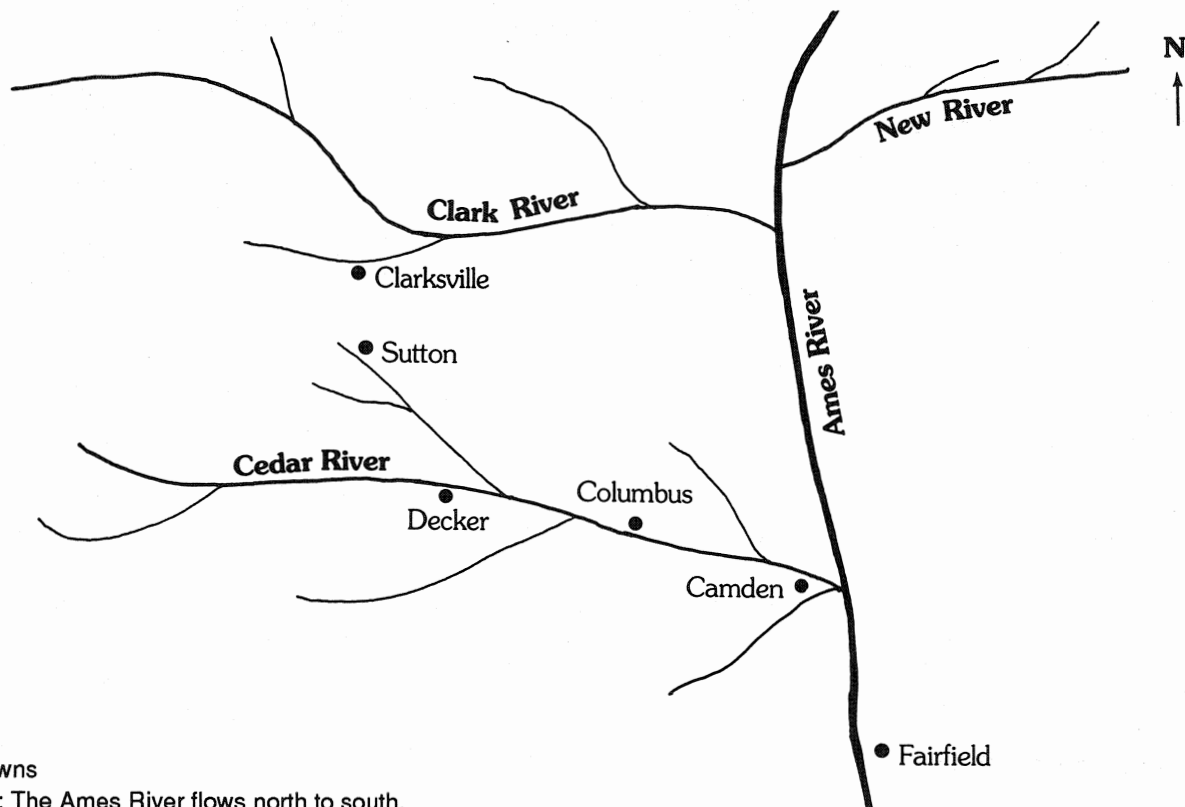 N
New River
Clark River
Clarksville
Ames River
Sutton
Cedar River
Columbus
Decker
Camden
Fairfield
The Ames River flows north to south